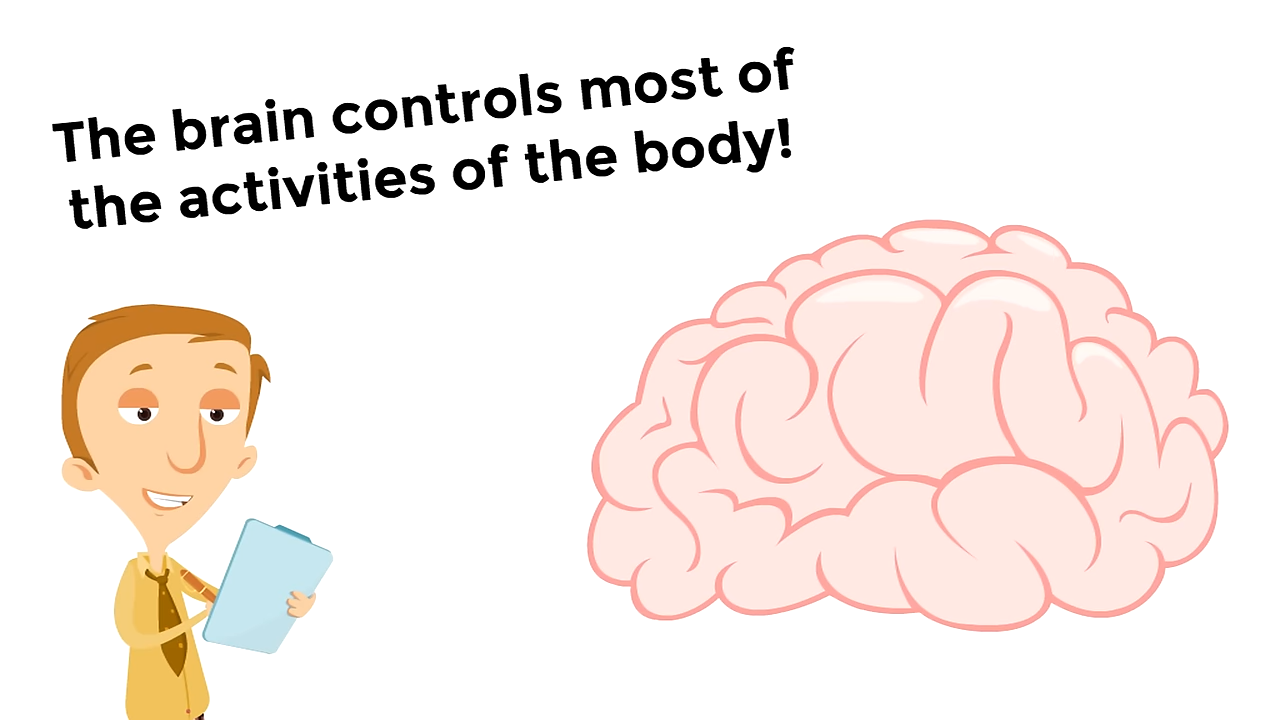 The brain controls most of
the activities of the body!